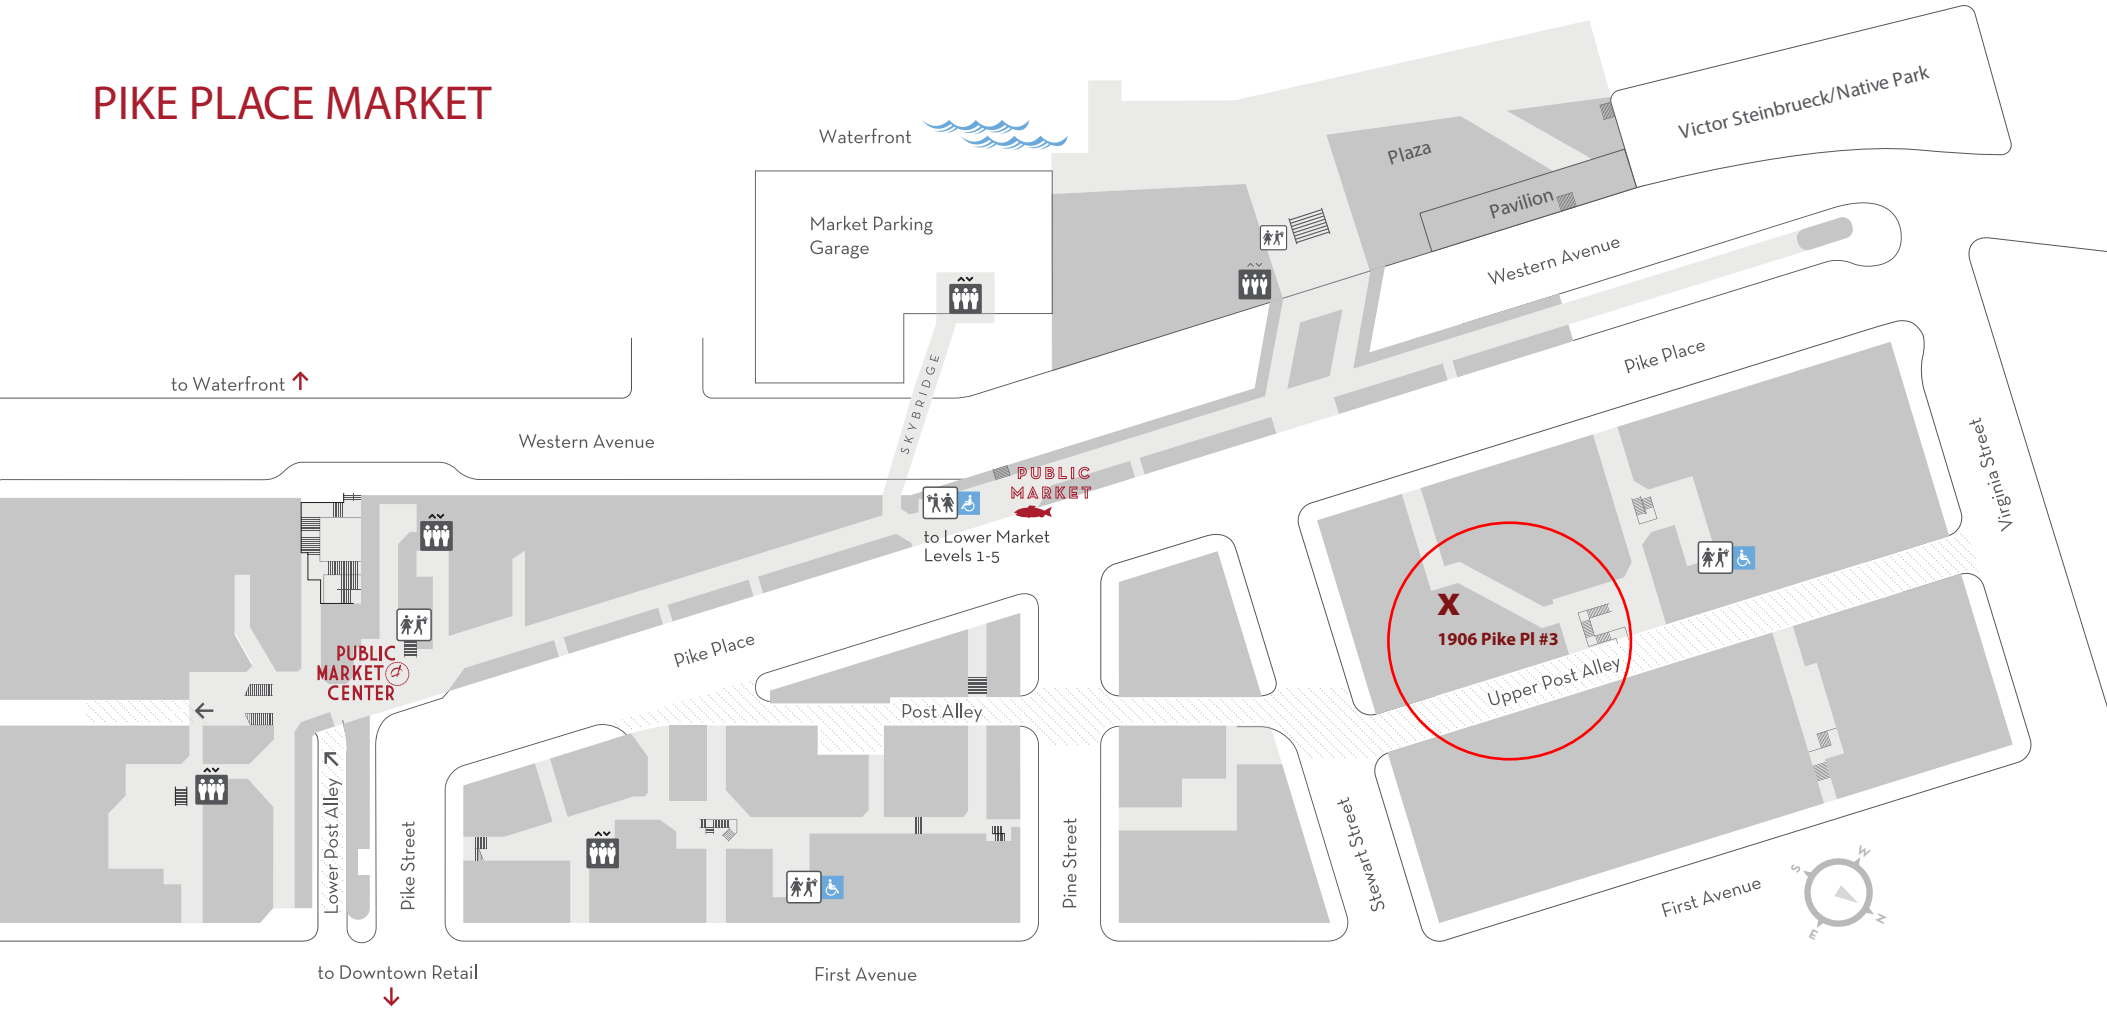 PIKE PLACE MARKET
Victor Steinbrueck/Native Park
Waterfront
Plaza
Pavilion
Market Parking
Garage
Western Avenue
SKYBRIDGE
Pike Place
to Waterfront
Western Avenue
Virginia Street
PUBLIC
MARKET
to Lower Market
Levels 1-5
X
1906 Pike Pl #3
PUBLIC
MARKET
CENTER
Pike Place
Upper Post Alley
Post Alley
Lower Post Alley
Pike Street
Pine Street
Stewart Street
First Avenue
S
W
E
N
to Downtown Retail
First Avenue